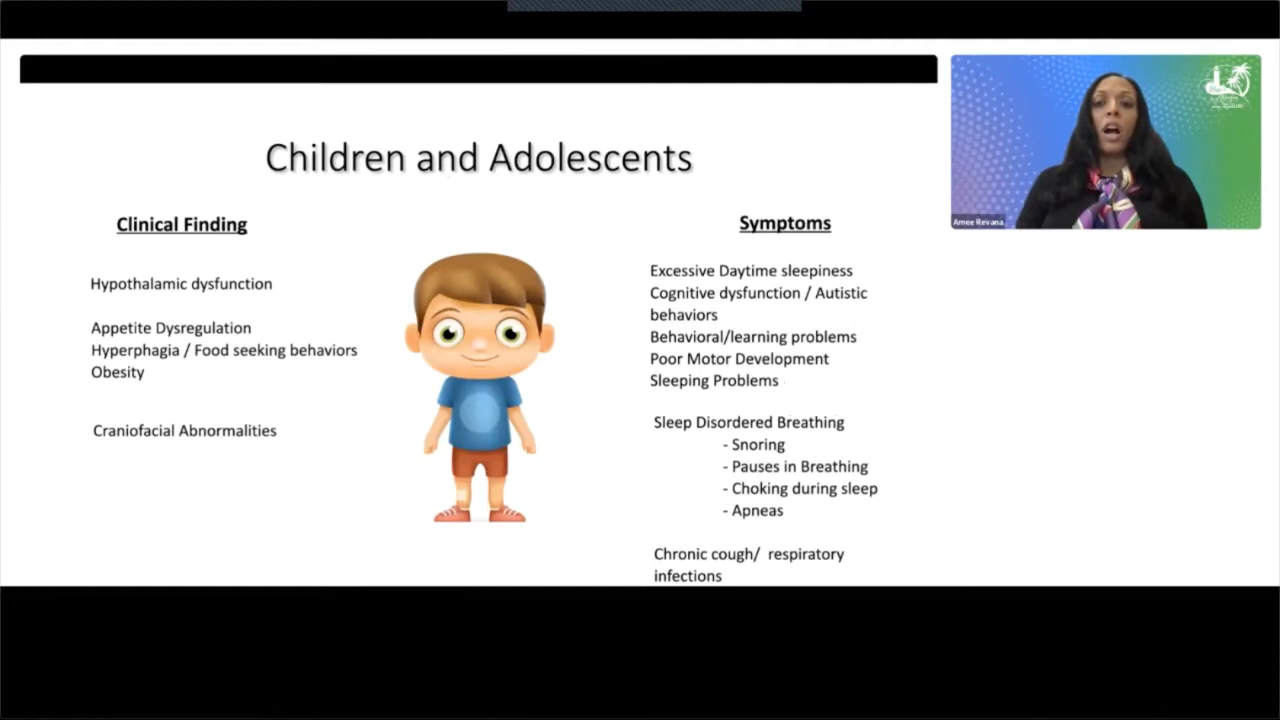 Children and Adolescents
Clinical Finding
Hypothalamic dysfunction
Appetite Dysregulation
Hyperphagia / Food seeking behaviors
Obesity
Craniofacial Abnormalities
Symptoms
Excessive Daytime sleepiness
Cognitive dysfunction / Autistic
behaviors
Behavioral/learning problems
Poor Motor Development
Sleeping Problems
Sleep Disordered Breathing
- Snoring
- Pauses in Breathing
- Choking during sleep
- Apneas
Chronic cough/ respiratory
infections
Amee Revana